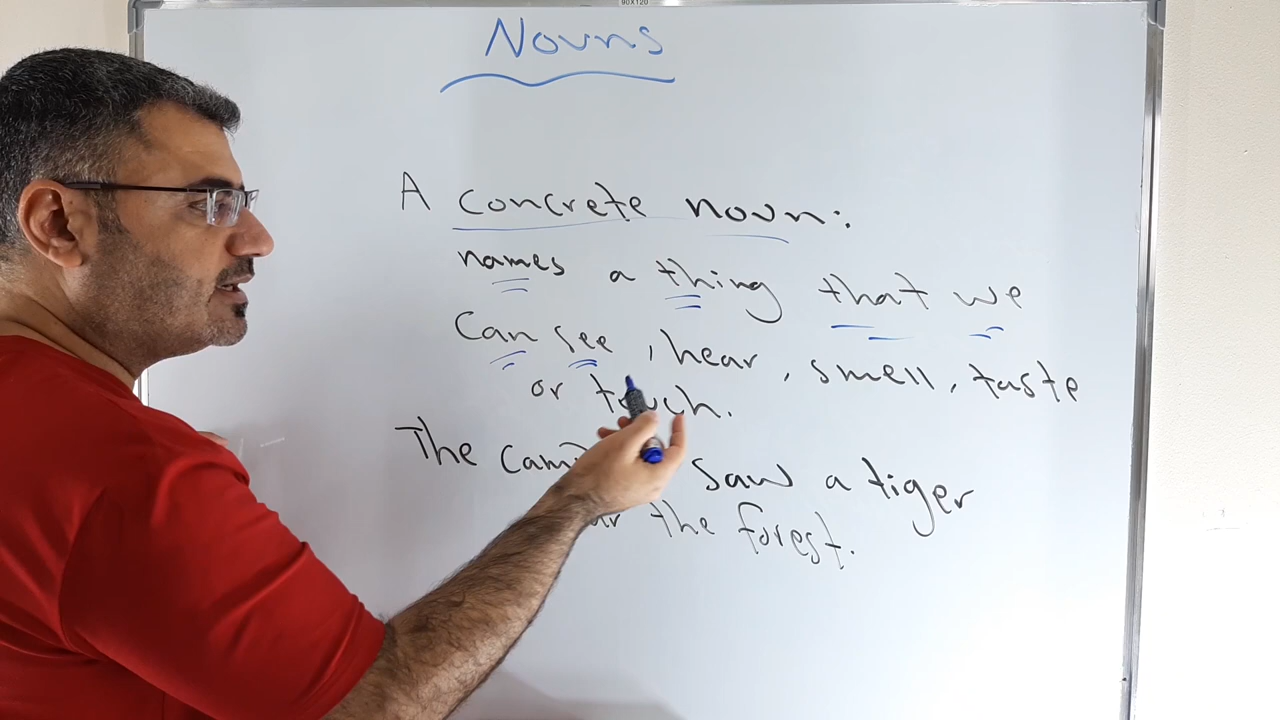 90X120
Nouns
A concrete noun:
names a thing that we
can see, hear, smell, taste
or touch.
The saw a tiger
the forest.